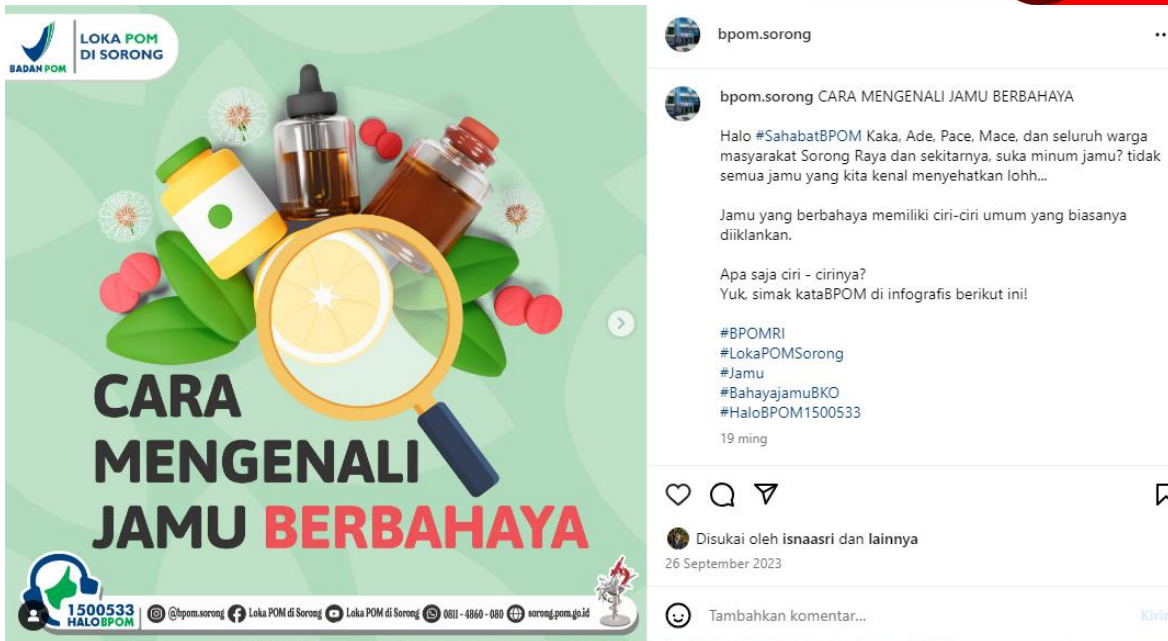 LOKA POM
DI SORONG
BADAN POM
CARA
MENGENALI
JAMU BERBAHAYA
1500533
HALOBPOM
@bpom.sorong
Loka POM di Sorong
Loka POM di Sorong
0811 - 4860 - 080
sorong.pom.go.id
bpom.sorong
bpom.sorong CARA MENGENALI JAMU BERBAHAYA
Halo #SahabatBPOM Kaka, Ade, Pace, Mace, dan seluruh warga
masyarakat Sorong Raya dan sekitarnya, suka minum jamu? tidak
semua jamu yang kita kenal menyehatkan lohh...
Jamu yang berbahaya memiliki ciri-ciri umum yang biasanya
diiklankan.
Apa saja ciri - cirinya?
Yuk, simak kataBPOM di infografis berikut ini!
#BPOMRI
#LokaPOMSorong
#Jamu
#BahayajamuBKO
#HaloBPOM1500533
19 ming
Disukai oleh isnaasri dan lainnya
26 September 2023
Tambahkan komentar...